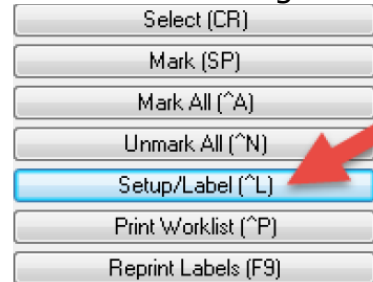 Select (CR)
Mark (SP)
Mark All (^A)
Unmark All (^N)
Setup/Label (^L)
Print Worklist (^P)
Reprint Labels (F9)